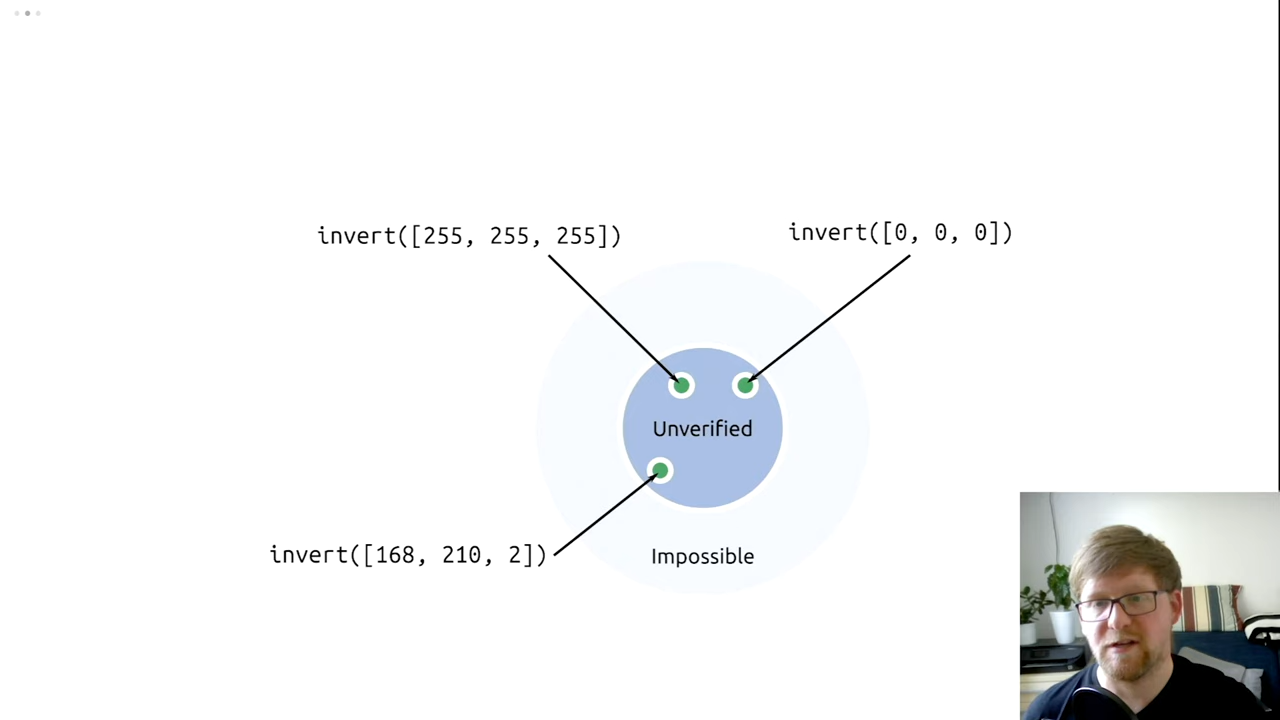 invert([255, 255, 255])
invert([0, 0, 0])
Unverified
invert([168, 210, 2])
Impossible